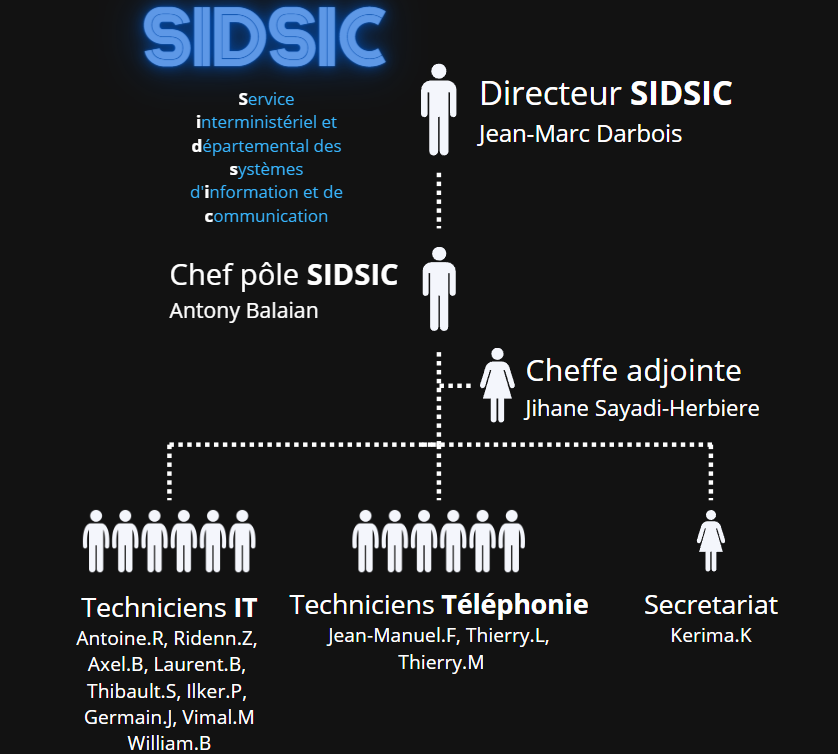 SIDSIC
Service
interministériel et
départemental des
systèmes
d'information et de
communication
Directeur SIDSIC
Jean-Marc Darbois
Chef pôle SIDSIC
Antony Balaian
Cheffe adjointe
Jihane Sayadi-Herbiere
Techniciens IT
Antoine.R, Ridenn.Z,
Axel.B, Laurent.B,
Thibault.S, Ilker.P,
Germain.J, Vimal.M
William.B
Techniciens Téléphonie
Jean-Manuel.F, Thierry.L,
Thierry.M
Secretariat
Kerima.K